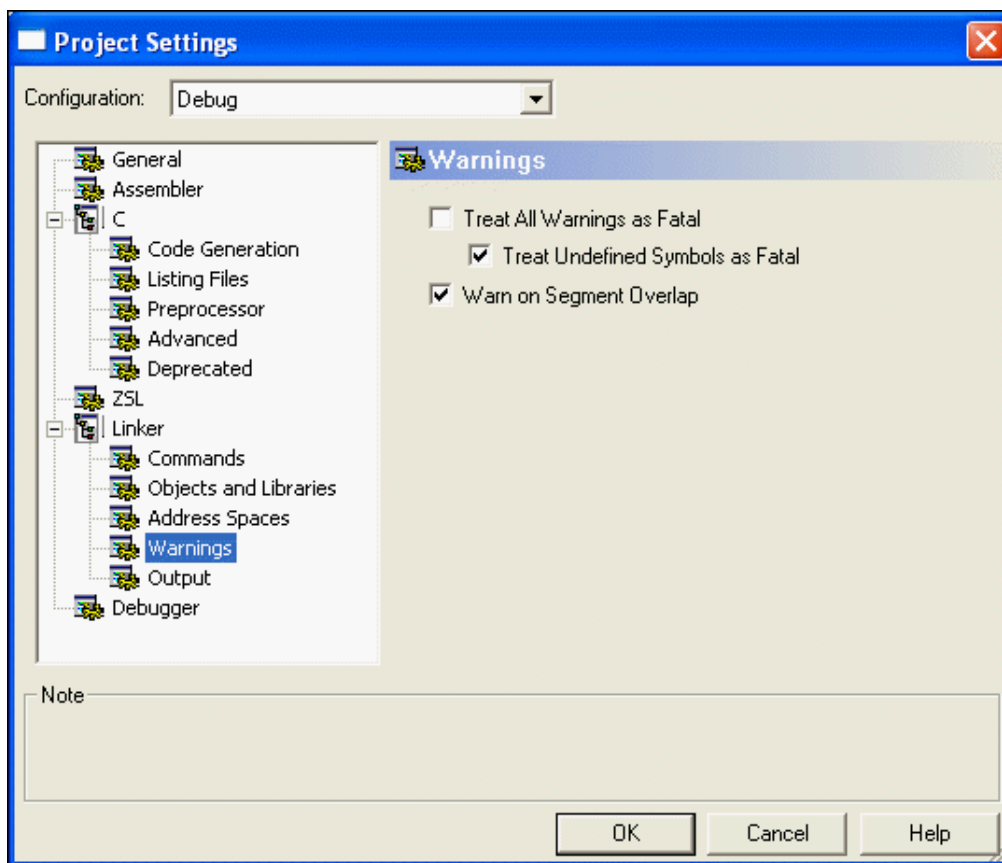 Project Settings
Configuration: Debug
General
Assembler
C
Code Generation
Listing Files
Preprocessor
Advanced
Deprecated
ZSL
Linker
Commands
Objects and Libraries
Address Spaces
Warnings
Output
Debugger
Warnings
Treat All Warnings as Fatal
Treat Undefined Symbols as Fatal
Warn on Segment Overlap
Note
OK Cancel Help